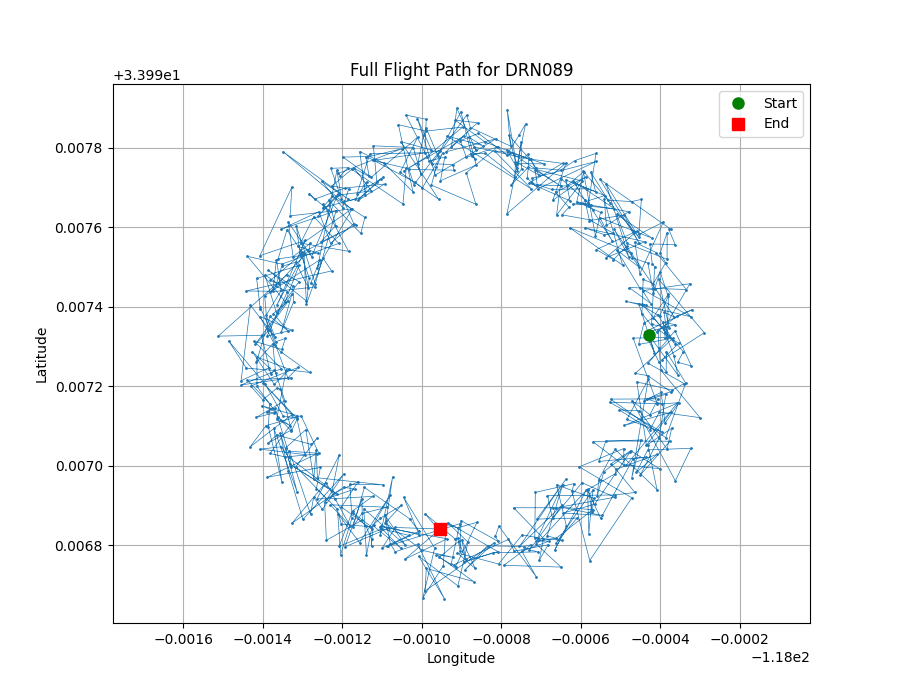 Full Flight Path for DRN089
+3.399e1
Start
End
0.0078
0.0076
0.0074
0.0072
0.0070
0.0068
Latitude
−0.0016 −0.0014 −0.0012 −0.0010 −0.0008 −0.0006 −0.0004 −0.0002
Longitude
−1.18e2